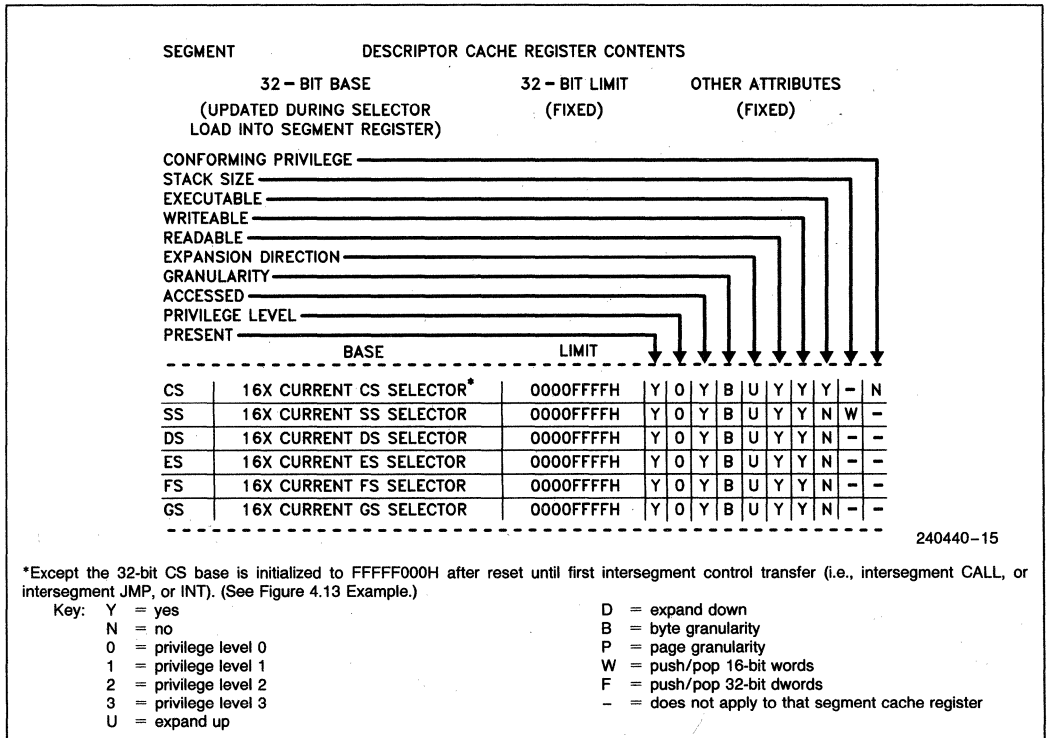 SEGMENT DESCRIPTOR CACHE REGISTER CONTENTS
32 – BIT BASE 32 – BIT LIMIT OTHER ATTRIBUTES
(UPDATED DURING SELECTOR (FIXED) (FIXED)
LOAD INTO SEGMENT REGISTER)
CONFORMING PRIVILEGE
STACK SIZE
EXECUTABLE
WRITEABLE
READABLE
EXPANSION DIRECTION
GRANULARITY
ACCESSED
PRIVILEGE LEVEL
PRESENT
BASE LIMIT
CS 16X CURRENT CS SELECTOR* 0000FFFFH Y 0 Y B U Y Y Y – N
SS 16X CURRENT SS SELECTOR 0000FFFFH Y 0 Y B U Y Y N W –
DS 16X CURRENT DS SELECTOR 0000FFFFH Y 0 Y B U Y Y N – –
ES 16X CURRENT ES SELECTOR 0000FFFFH Y 0 Y B U Y Y N – –
FS 16X CURRENT FS SELECTOR 0000FFFFH Y 0 Y B U Y Y N – –
GS 16X CURRENT GS SELECTOR 0000FFFFH Y 0 Y B U Y Y N – –
240440–15
*Except the 32-bit CS base is initialized to FFFFF000H after reset until first intersegment control transfer (i.e., intersegment CALL, or
intersegment JMP, or INT). (See Figure 4.13 Example.)
Key: Y = yes
N = no
0 = privilege level 0
1 = privilege level 1
2 = privilege level 2
3 = privilege level 3
U = expand up
D = expand down
B = byte granularity
P = page granularity
W = push/pop 16-bit words
F = push/pop 32-bit dwords
– = does not apply to that segment cache register